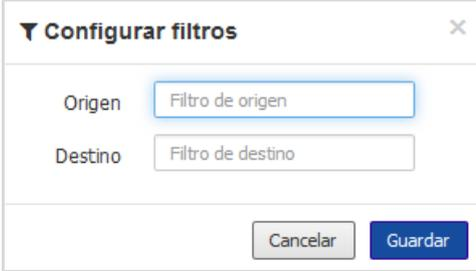 Configurar filtros
Origen Filtro de origen
Destino Filtro de destino
Cancelar Guardar